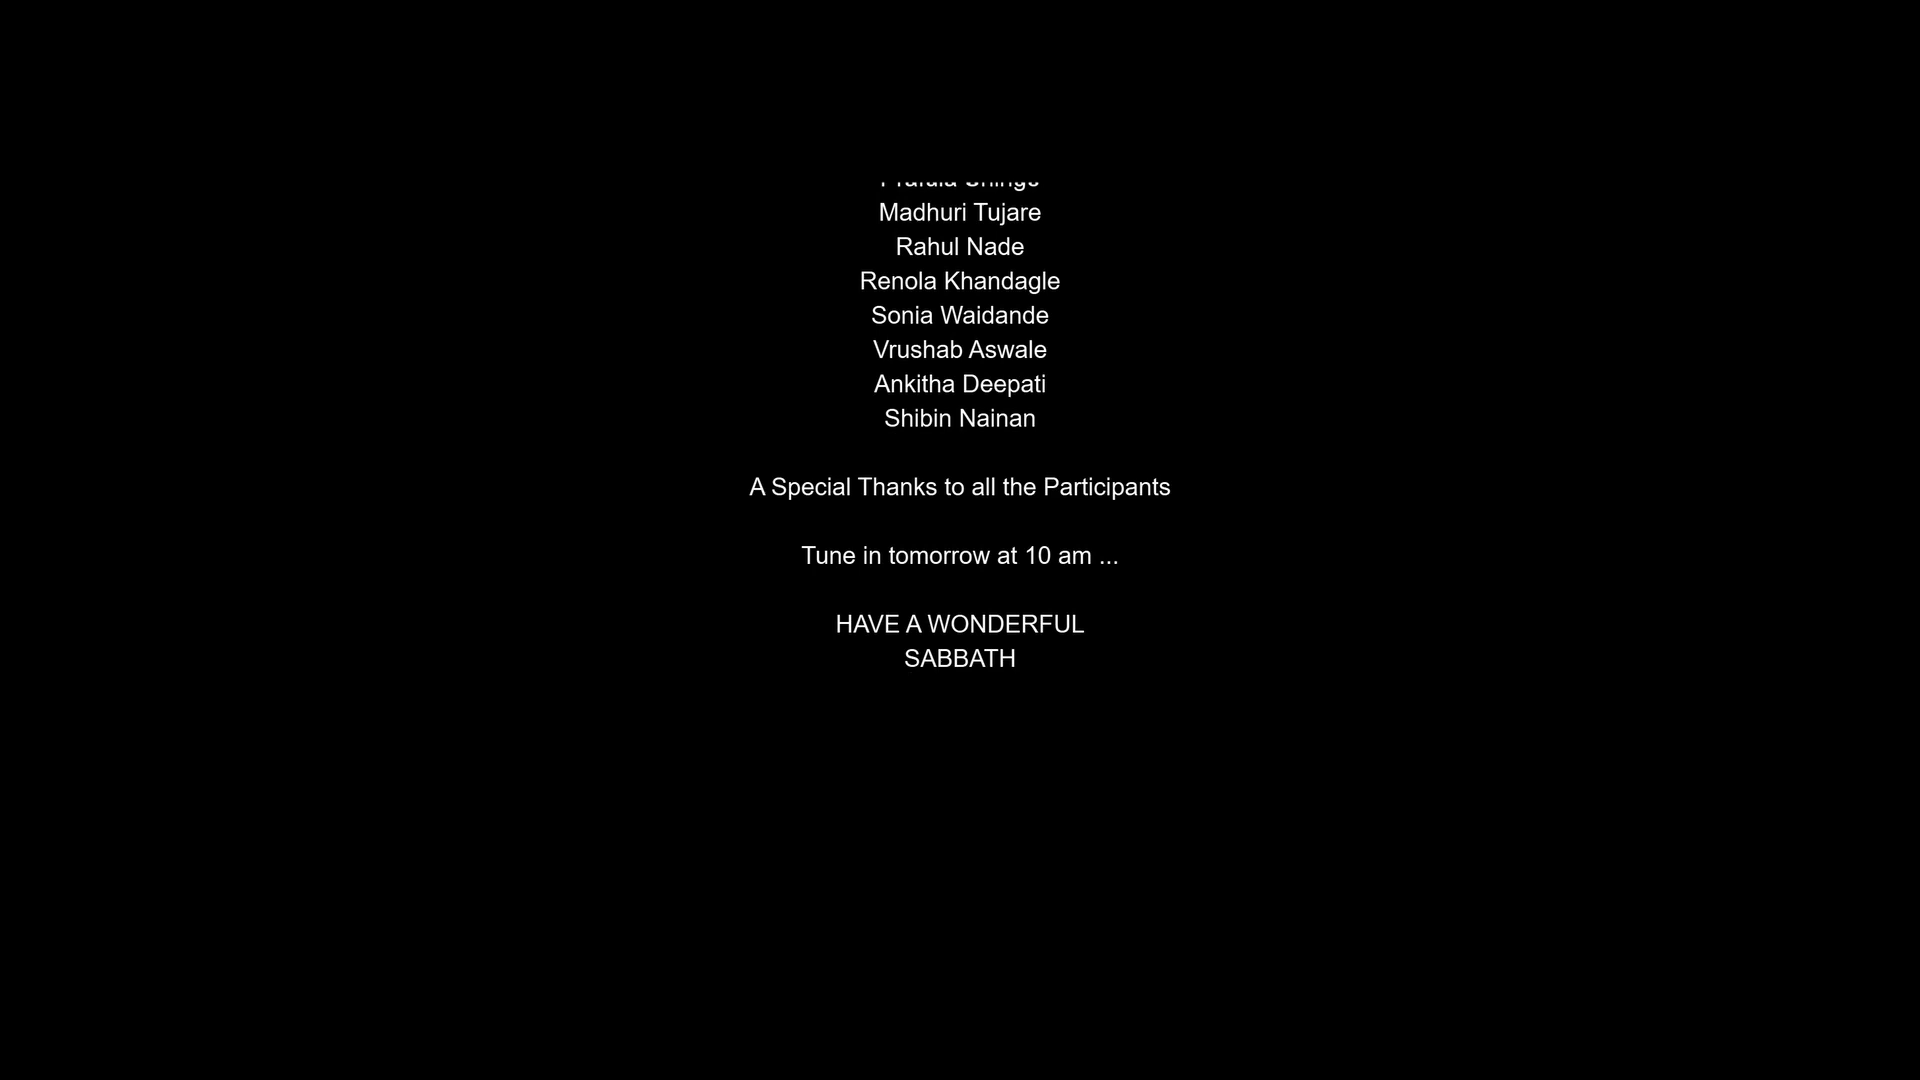 Madhuri Tujare
Rahul Nade
Renola Khandagle
Sonia Waidande
Vrushab Aswale
Ankitha Deepati
Shibin Nainan
A Special Thanks to all the Participants
Tune in tomorrow at 10 am ...
HAVE A WONDERFUL
SABBATH